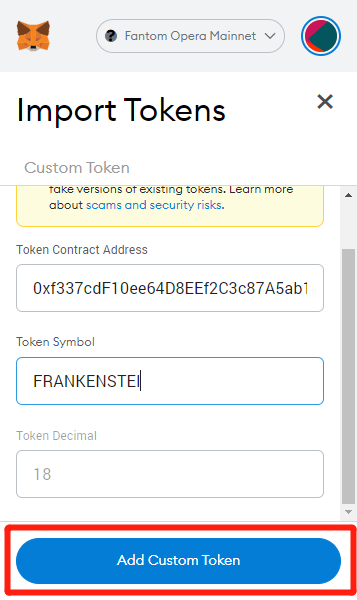 Fantom Opera Mainnet
Import Tokens
Custom Token
fake versions of existing tokens. Learn more
about scams and security risks.
Token Contract Address
0xf337cdF10ee64D8EEf2C3c87A5ab1
Token Symbol
FRANKENSTEI
Token Decimal
18
Add Custom Token